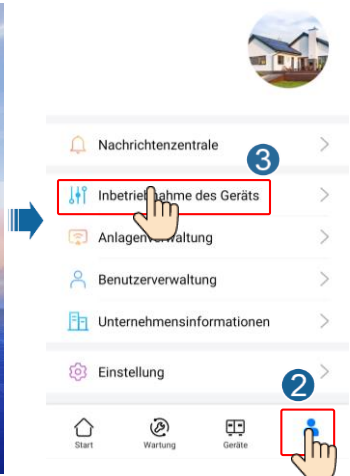 Nachrichtenzentrale
3
Inbetriebnahme des Geräts
Anlagenverwaltung
Benutzerverwaltung
Unternehmensinformationen
Einstellung
2
Start Wartung Geräte